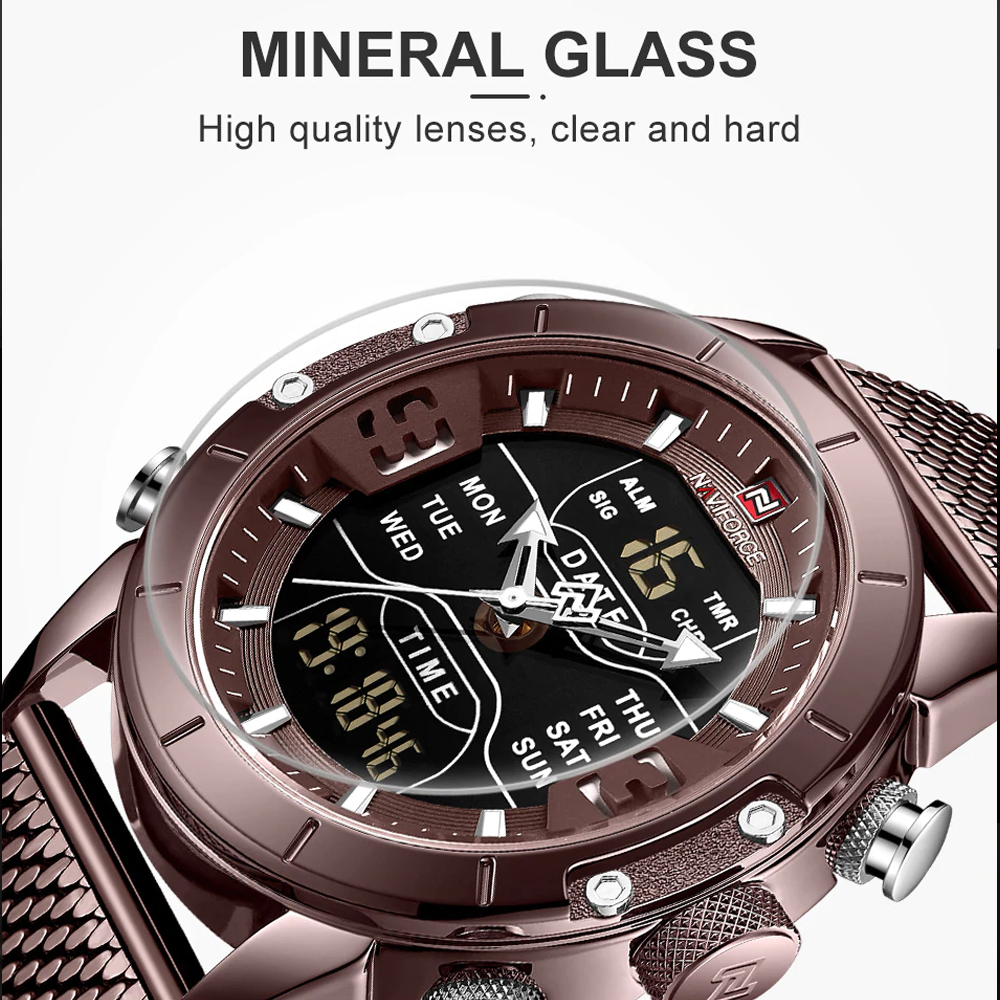 MINERAL GLASS
High quality lenses, clear and hard
MON
TUE
WED
ALM
SIG
16
NAVIFORCE
DATE
TMR
CHR
TIME
19:18 46
THU
FRI
SAT
SUN